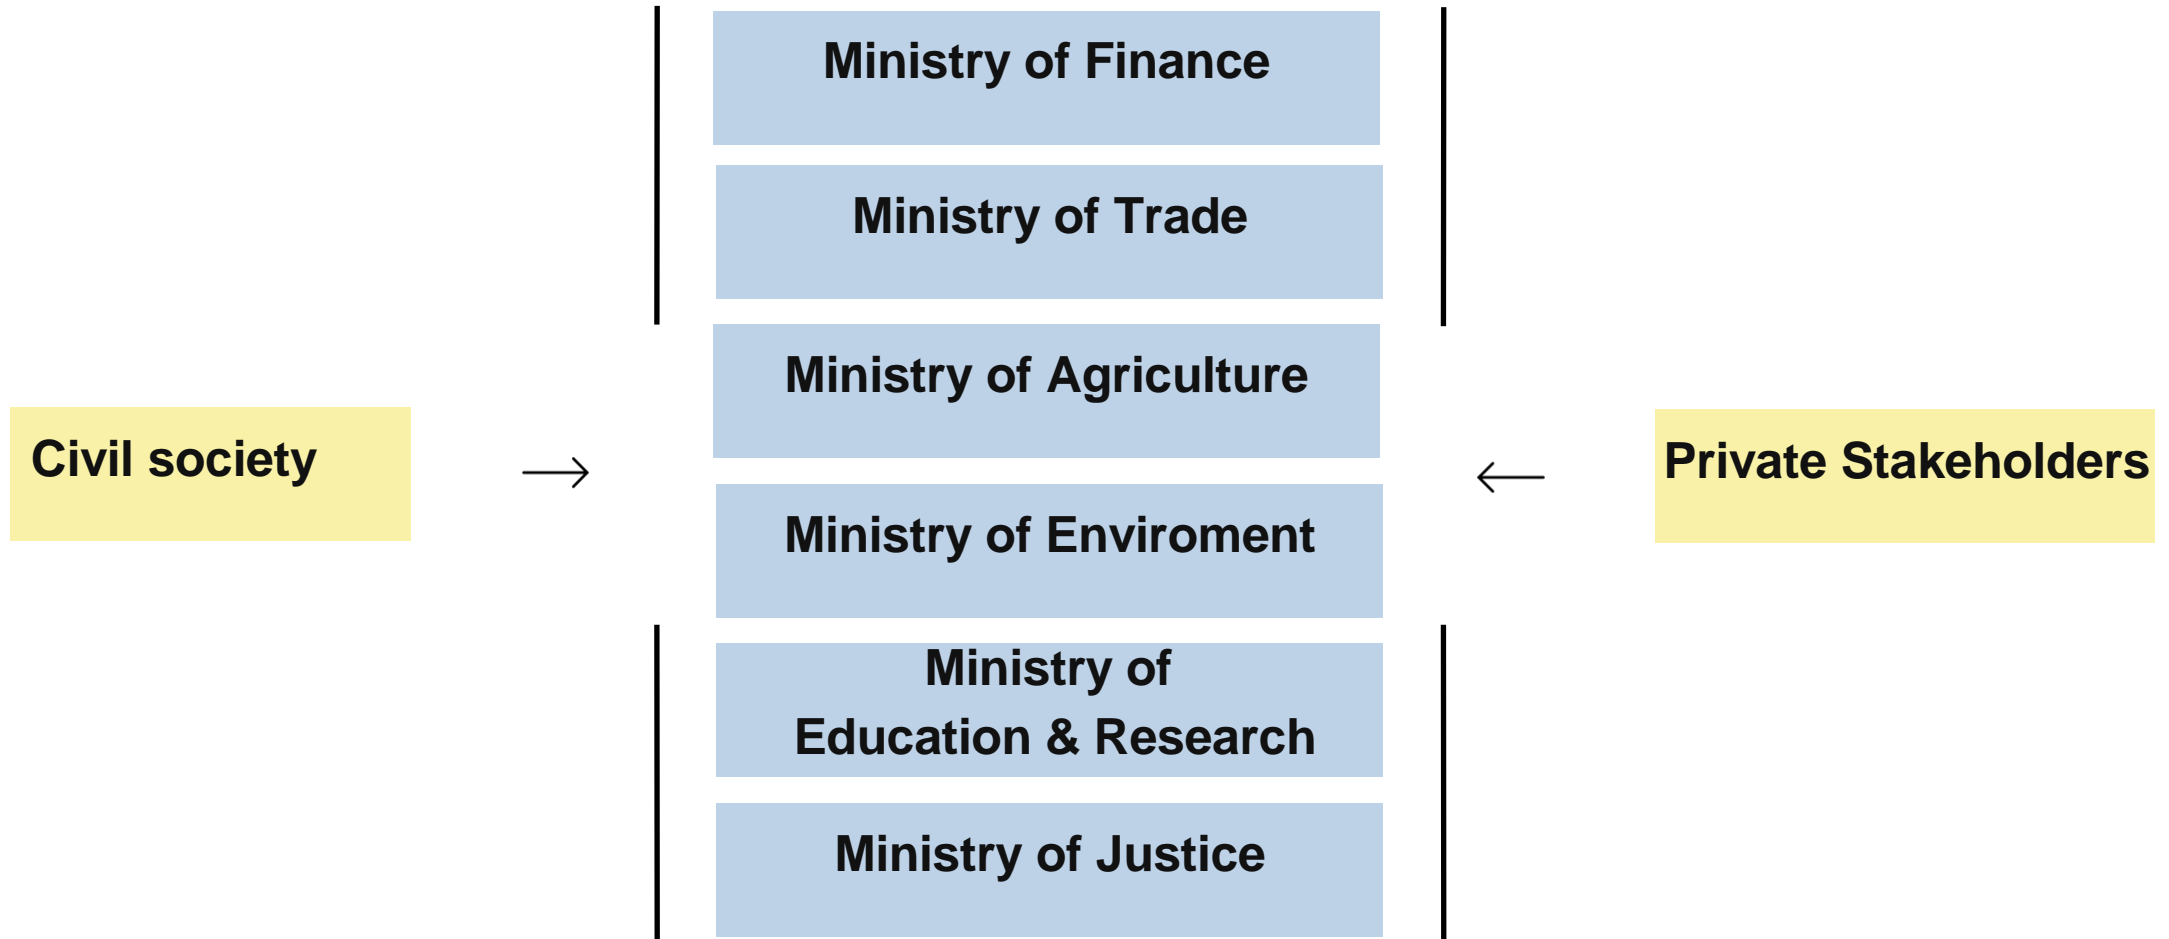 Ministry of Finance
Ministry of Trade
Ministry of Agriculture
Civil society
Private Stakeholders
Ministry of Enviroment
Ministry of
Education & Research
Ministry of Justice